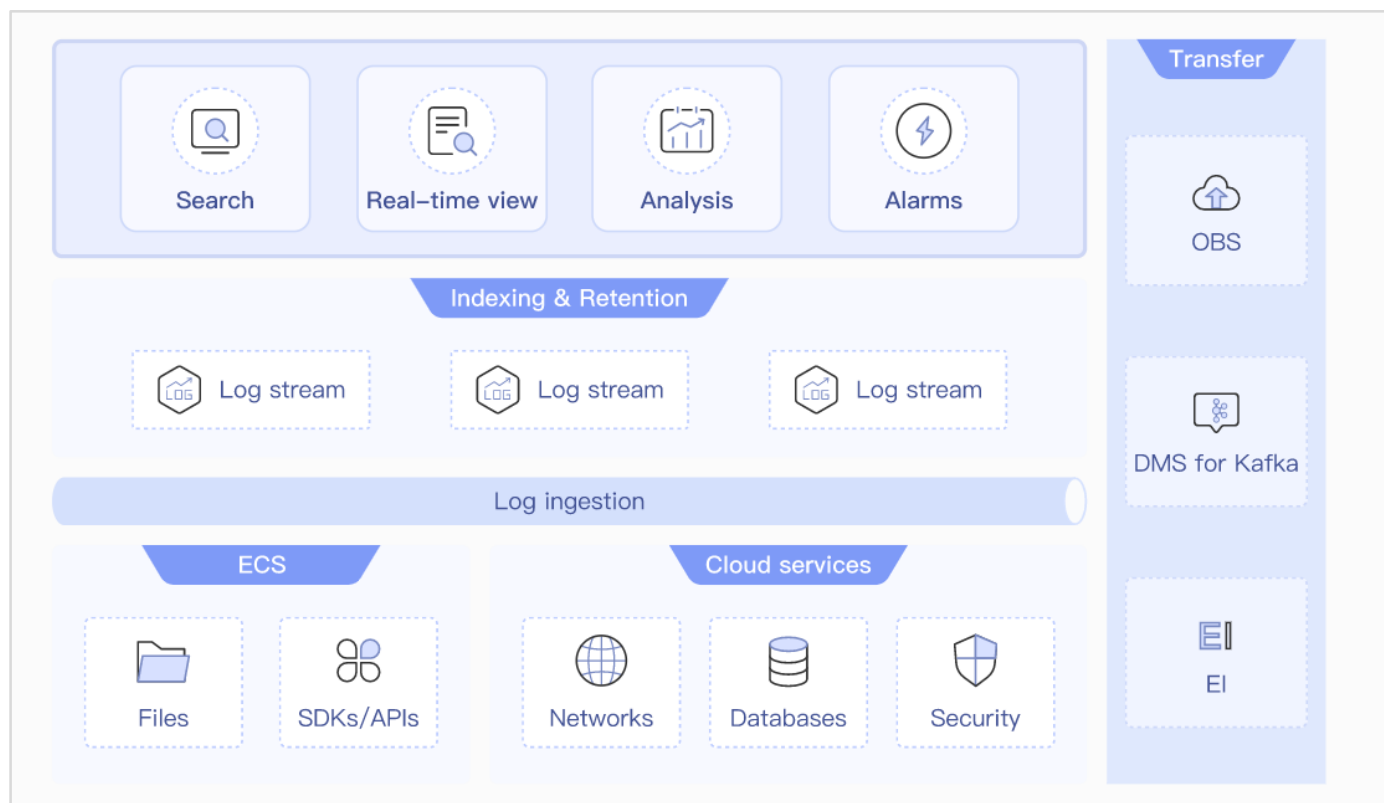 Search
Real-time view
Analysis
Alarms
Indexing & Retention
LOG
Log stream
LOG
Log stream
LOG
Log stream
Log ingestion
ECS
Files
SDKs/APIs
Cloud services
Networks
Databases
Security
Transfer
OBS
DMS for Kafka
EI
EI